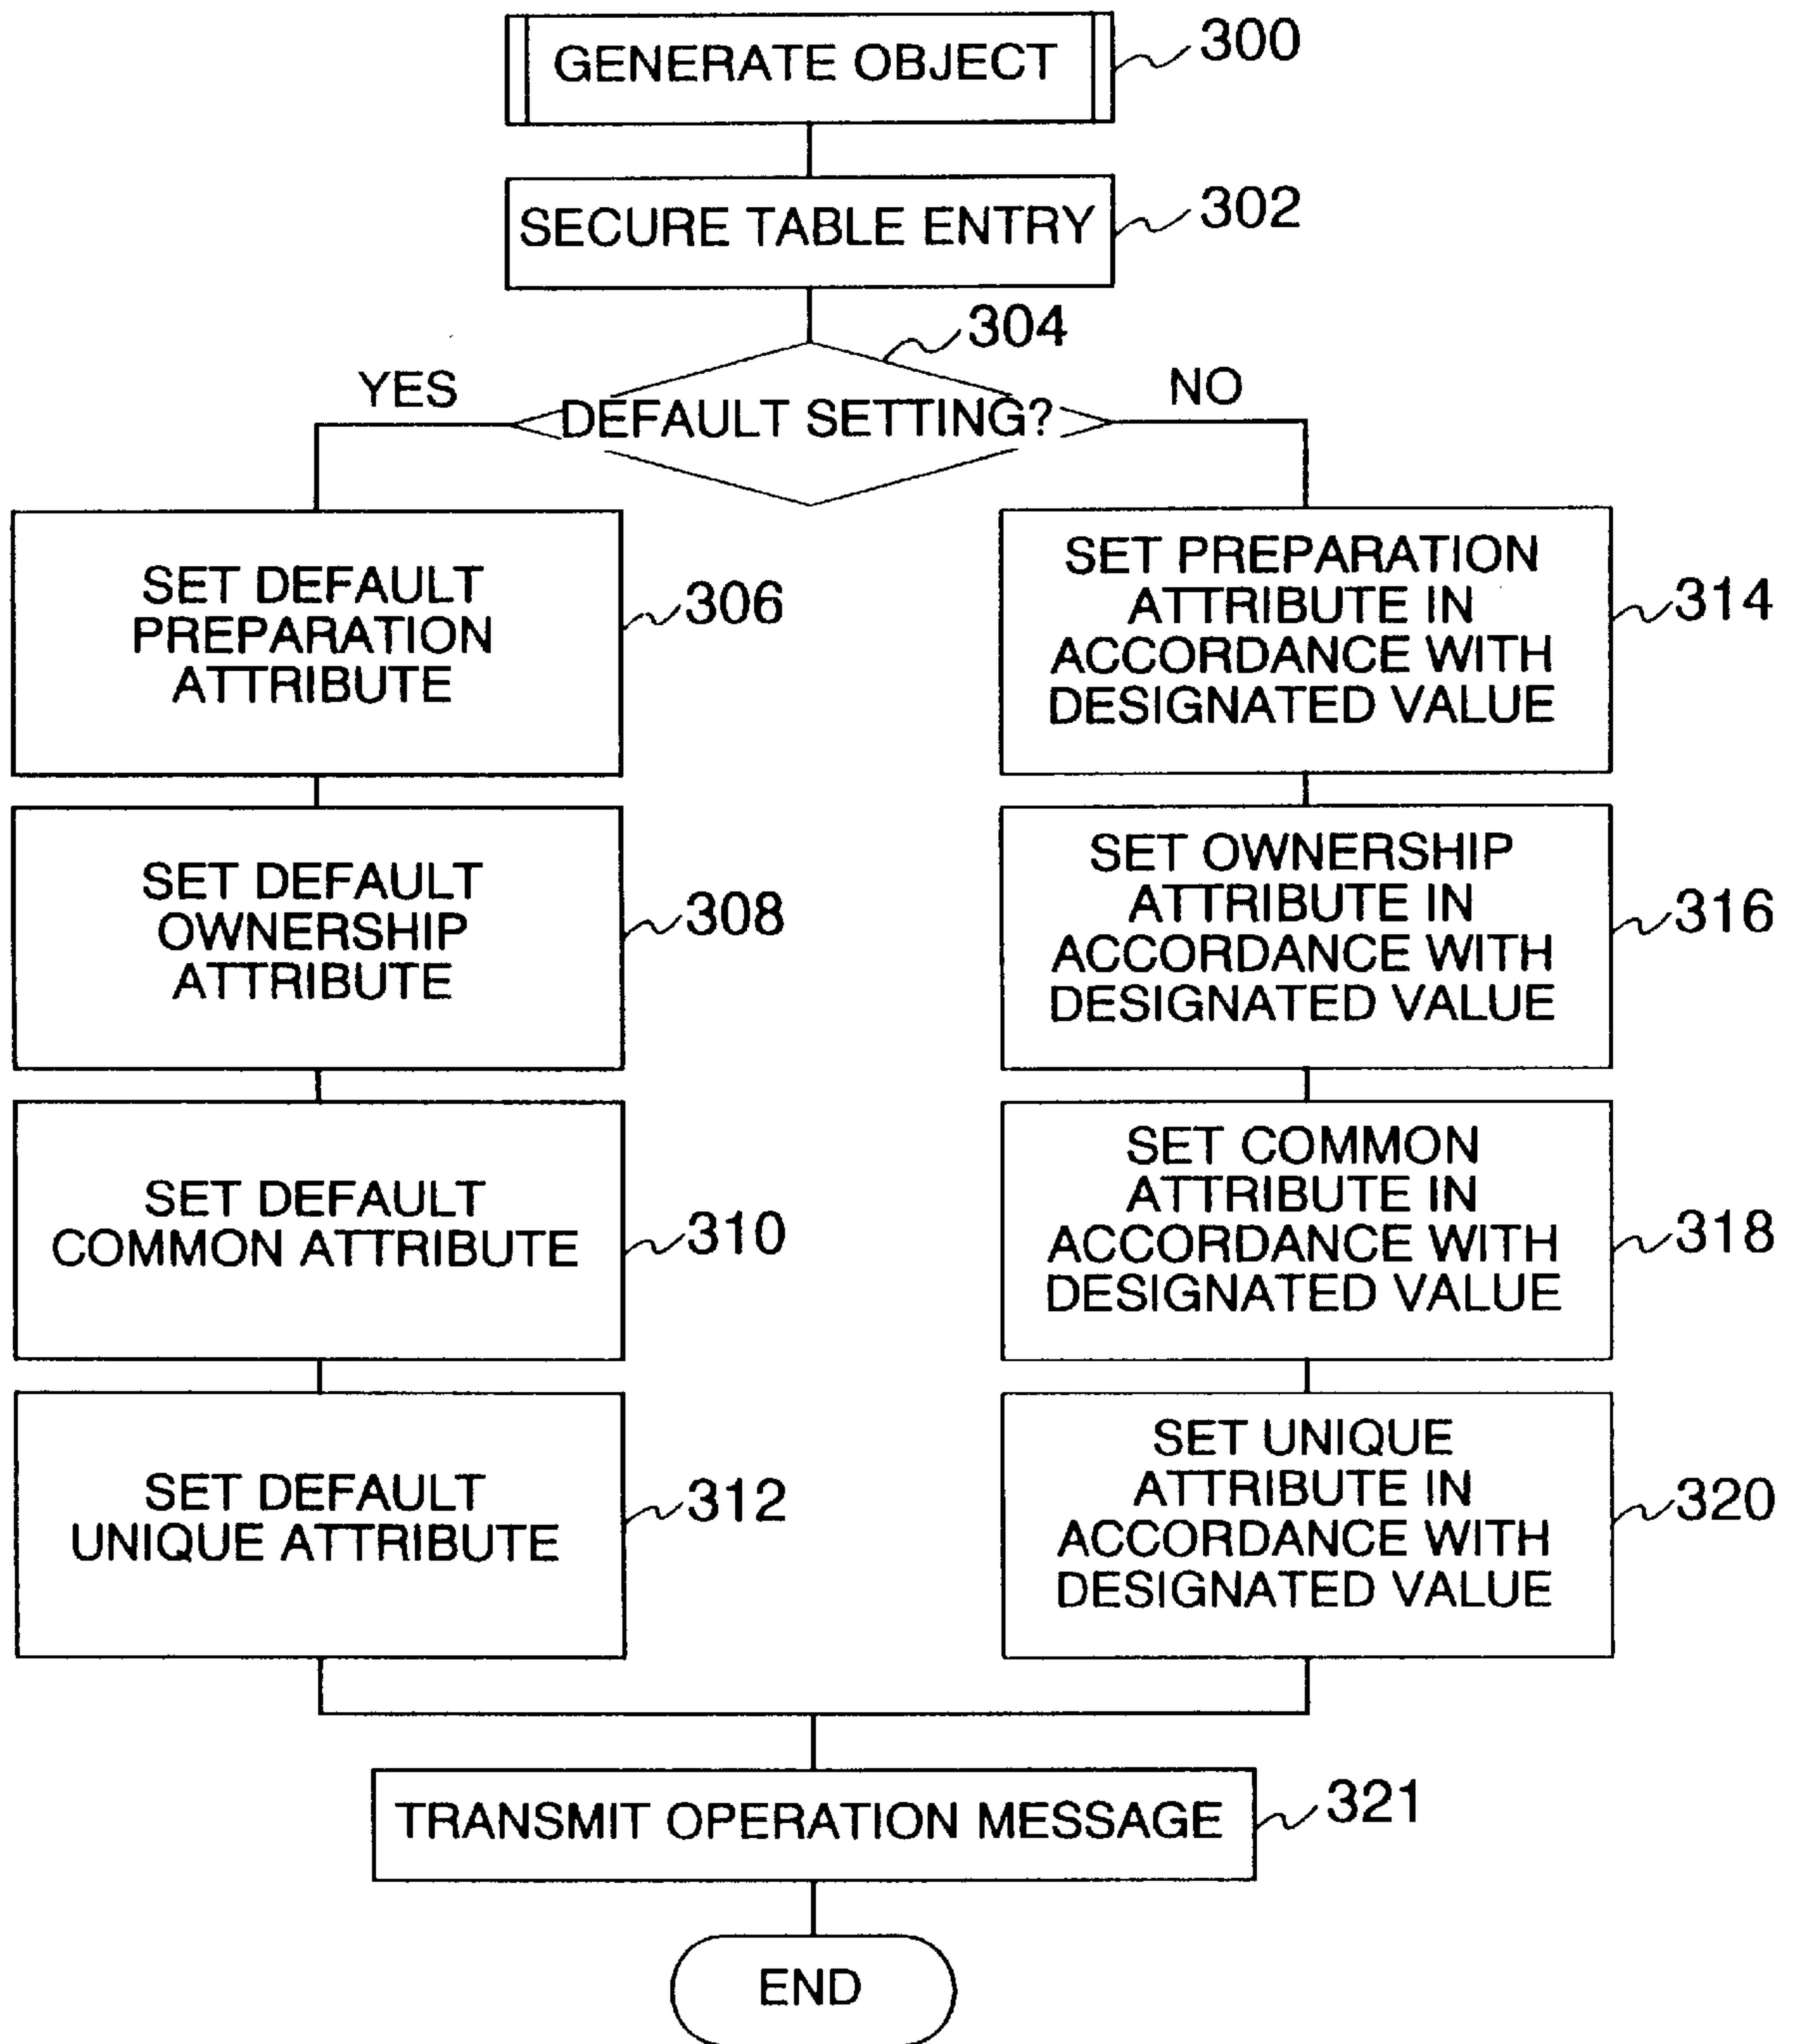 GENERATE OBJECT
300
SECURE TABLE ENTRY
302
304
YES
DEFAULT SETTING?
NO
SET DEFAULT
PREPARATION
ATTRIBUTE
306
SET DEFAULT
OWNERSHIP
ATTRIBUTE
308
SET DEFAULT
COMMON ATTRIBUTE
310
SET DEFAULT
UNIQUE ATTRIBUTE
312
SET PREPARATION
ATTRIBUTE IN
ACCORDANCE WITH
DESIGNATED VALUE
314
SET OWNERSHIP
ATTRIBUTE IN
ACCORDANCE WITH
DESIGNATED VALUE
316
SET COMMON
ATTRIBUTE IN
ACCORDANCE WITH
DESIGNATED VALUE
318
SET UNIQUE
ATTRIBUTE IN
ACCORDANCE WITH
DESIGNATED VALUE
320
TRANSMIT OPERATION MESSAGE
321
END